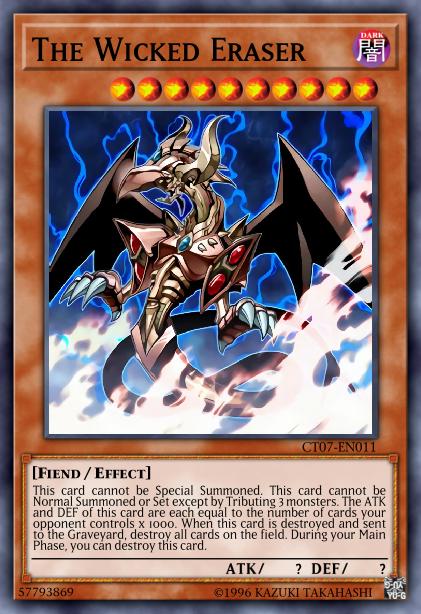 THE WICKED ERASER
DARK
闇
CT07-EN011
[FIEND / EFFECT]
This card cannot be Special Summoned. This card cannot be
Normal Summoned or Set except by Tributing 3 monsters. The ATK
and DEF of this card are each equal to the number of cards your
opponent controls x 1000. When this card is destroyed and sent
to the Graveyard, destroy all cards on the field. During your Main
Phase, you can destroy this card.
ATK/ ? DEF/ ?
57793869 ©1996 KAZUKI TAKAHASHI